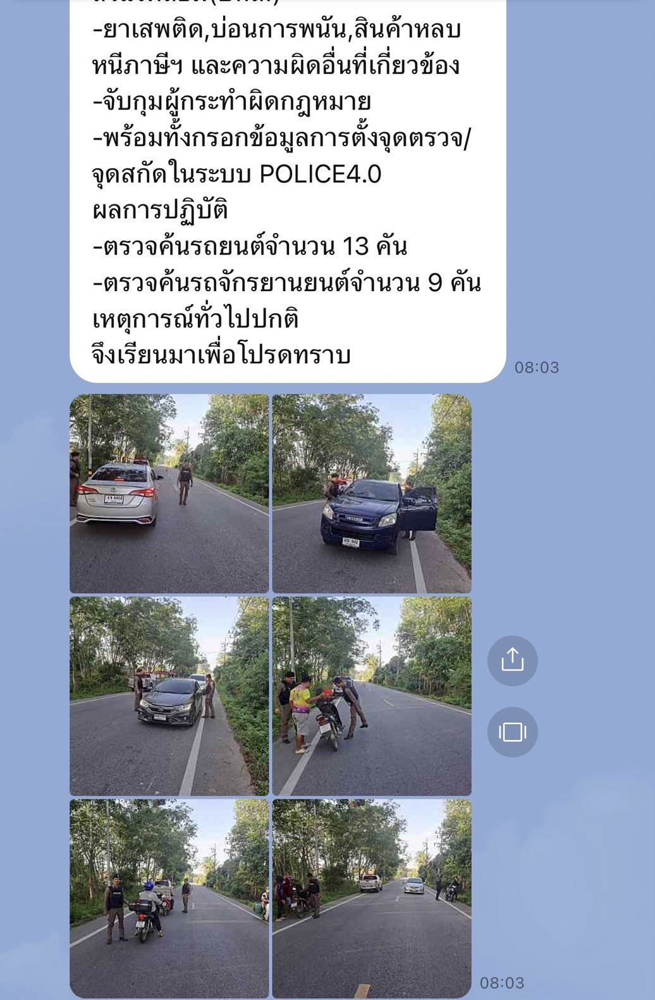 -ยาเสพติด,บ่อนการพนัน,สินค้าหลบ
หนีภาษีฯ และความผิดอื่นที่เกี่ยวข้อง
-จับกุมผู้กระทำผิดกฎหมาย
-พร้อมทั้งกรอกข้อมูลการตั้งจุดตรวจ/
จุดสกัดในระบบ POLICE4.0
ผลการปฏิบัติ
-ตรวจค้นรถยนต์จำนวน 13 คัน
-ตรวจค้นรถจักรยานยนต์จำนวน 9 คัน
เหตุการณ์ทั่วไปปกติ
จึงเรียนมาเพื่อโปรดทราบ
08:03
ISUZU
08:03